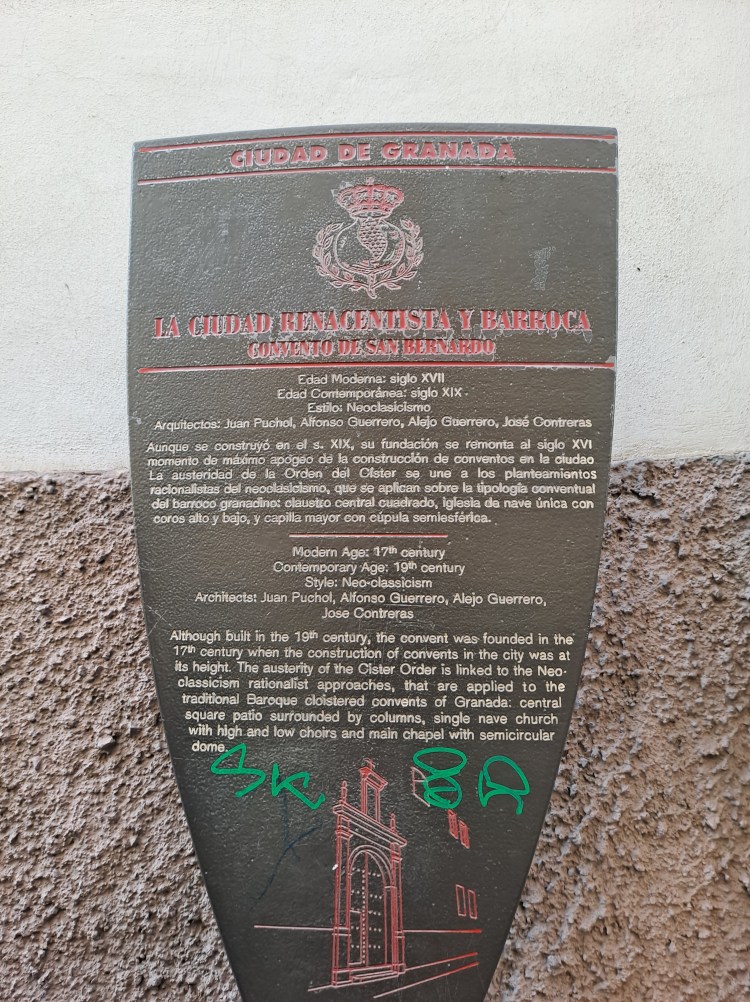 CIUDAD DE GRANADA
LA CIUDAD RENACENTISTA Y BARROCA
CONVENTO DE SAN BERNARDO
Edad Moderna: siglo XVII
Edad Contemporánea: siglo XIX
Estilo: Neoclasicismo
Arquitectos: Juan Puchol, Alfonso Guerrero, Alejo Guerrero, José Contreras
Aunque se construyó en el s. XIX, su fundación se remonta al siglo XVI
momento de máximo apogeo de la construcción de conventos en la ciudad
La austeridad de la Orden del Císter se une a los planteamientos
racionalistas del neoclasicismo, que se aplican sobre la tipología conventual
del barroco granadino: claustro central cuadrado, iglesia de nave única con
coros alto y bajo, y capilla mayor con cúpula semiesférica.
Modern Age: 17th century
Contemporary Age: 19th century
Style: Neo-classicism
Architects: Juan Puchol, Alfonso Guerrero, Alejo Guerrero,
Jose Contreras
Although built in the 19th century, the convent was founded in the
17th century when the construction of convents in the city was at
its height. The austerity of the Cister Order is linked to the Neo-
classicism rationalist approaches, that are applied to the
traditional Baroque cloistered convents of Granada: central
square patio surrounded by columns, single nave church
with high and low choirs and main chapel with semicircular
dome.